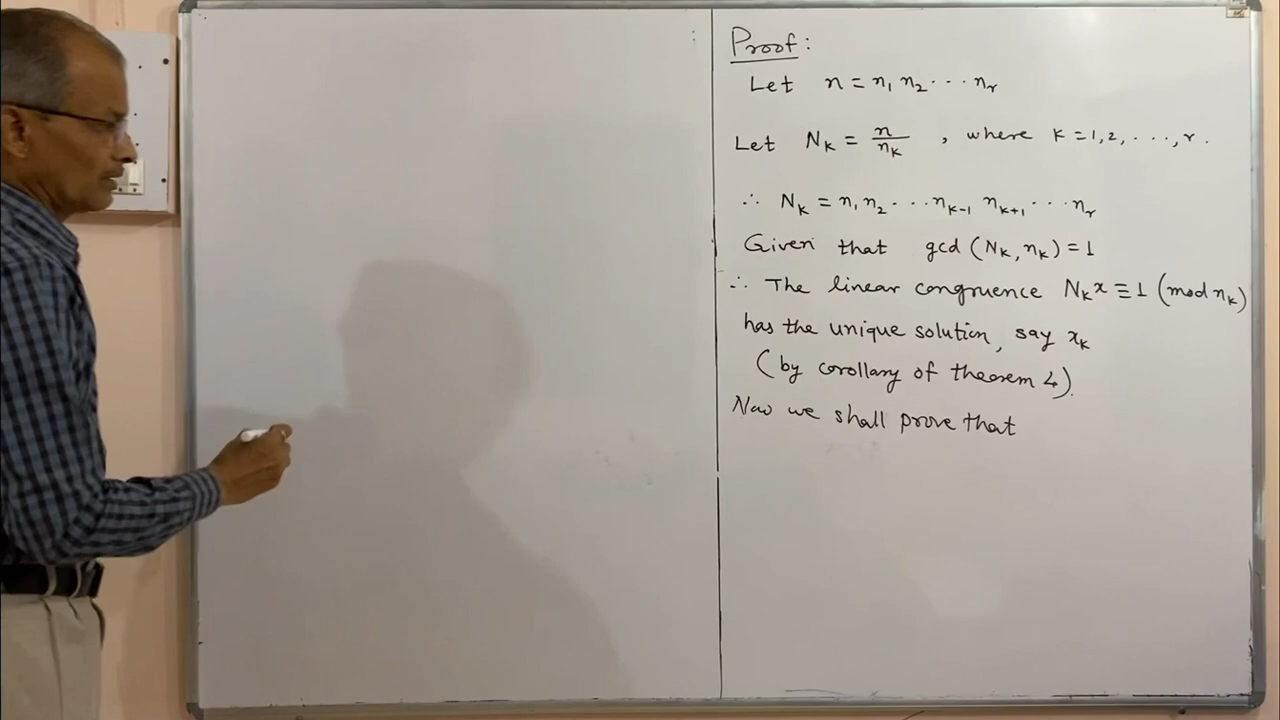 Proof:
Let n = n₁ n₂ ··· nᵣ
Let Nₖ = n/nₖ , where k = 1, 2, ..., r.
∴ Nₖ = n₁ n₂ ··· nₖ₋₁ nₖ₊₁ ··· nᵣ
Given that gcd (Nₖ, nₖ) = 1
∴ The linear congruence Nₖ x ≡ 1 (mod nₖ)
has the unique solution, say xₖ
(by corollary of theorem 4).
Now we shall prove that